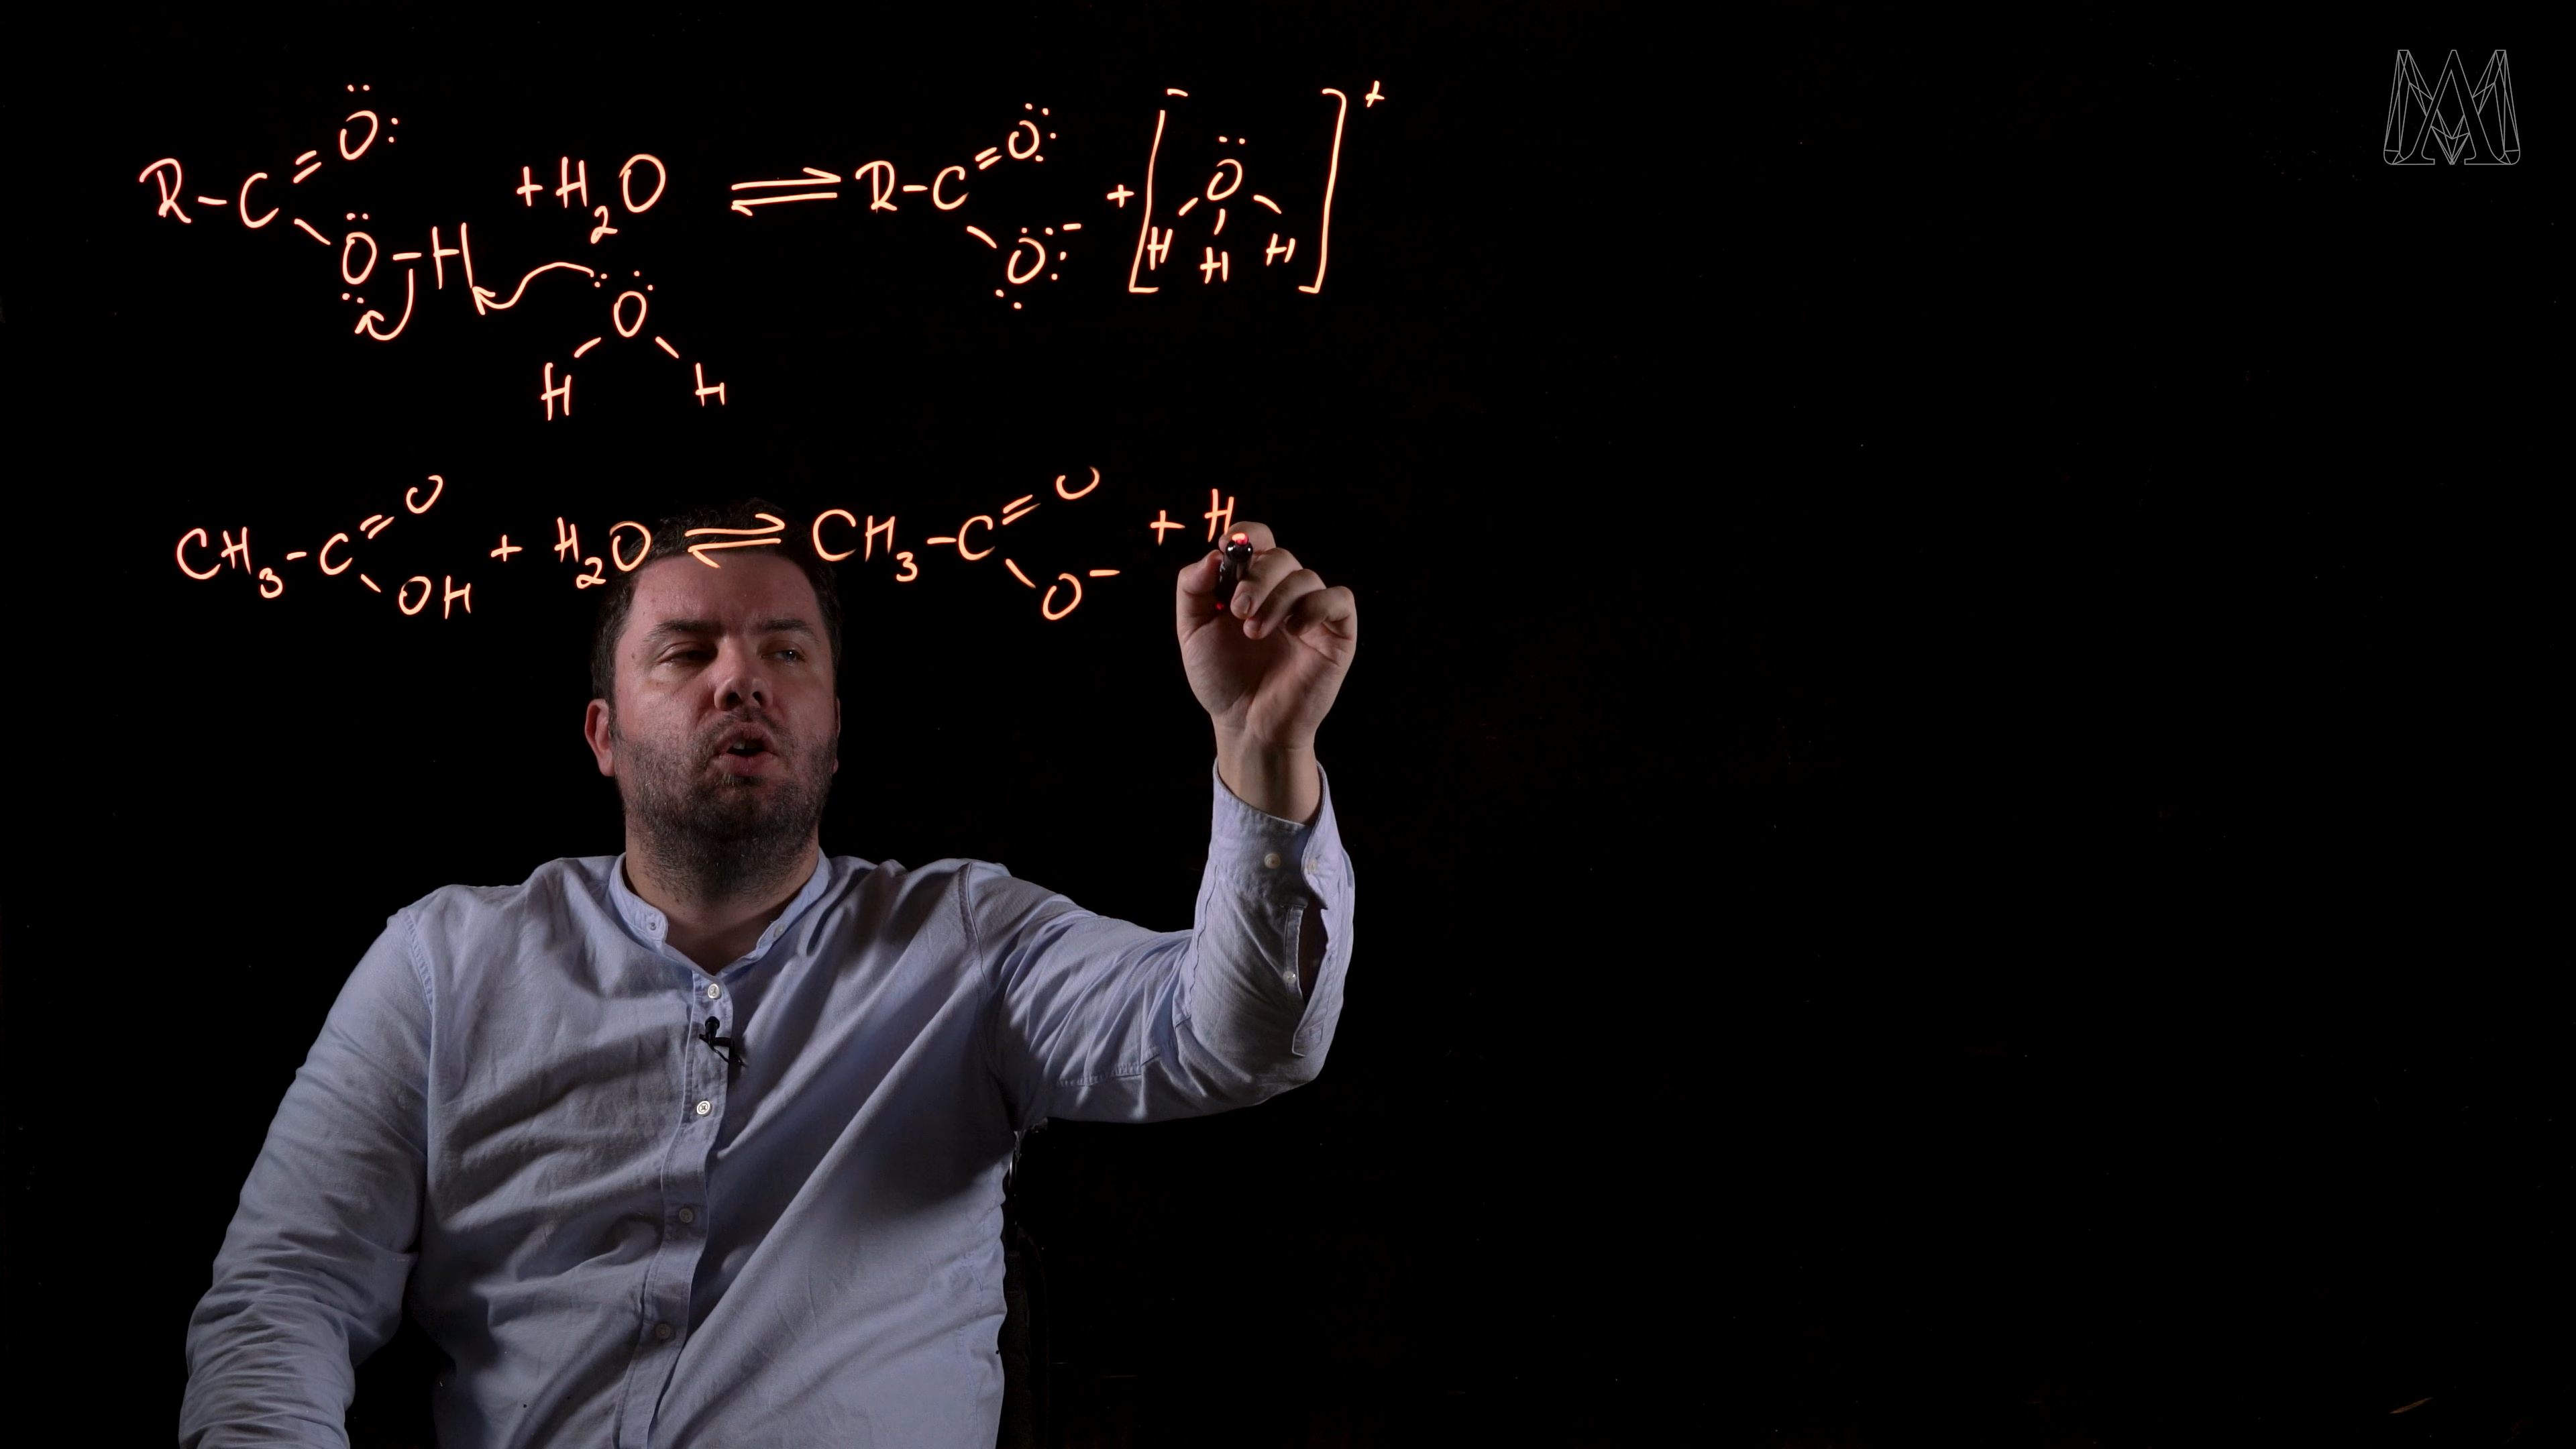 R-C=Ö: + H₂O ⇌ R-C=Ö: + [ Ö ]⁺
Ö-H Ö:⁻ H H H
Ö
H H
CH₃-C=O + H₂O ⇌ CH₃-C=O + H
OH O⁻